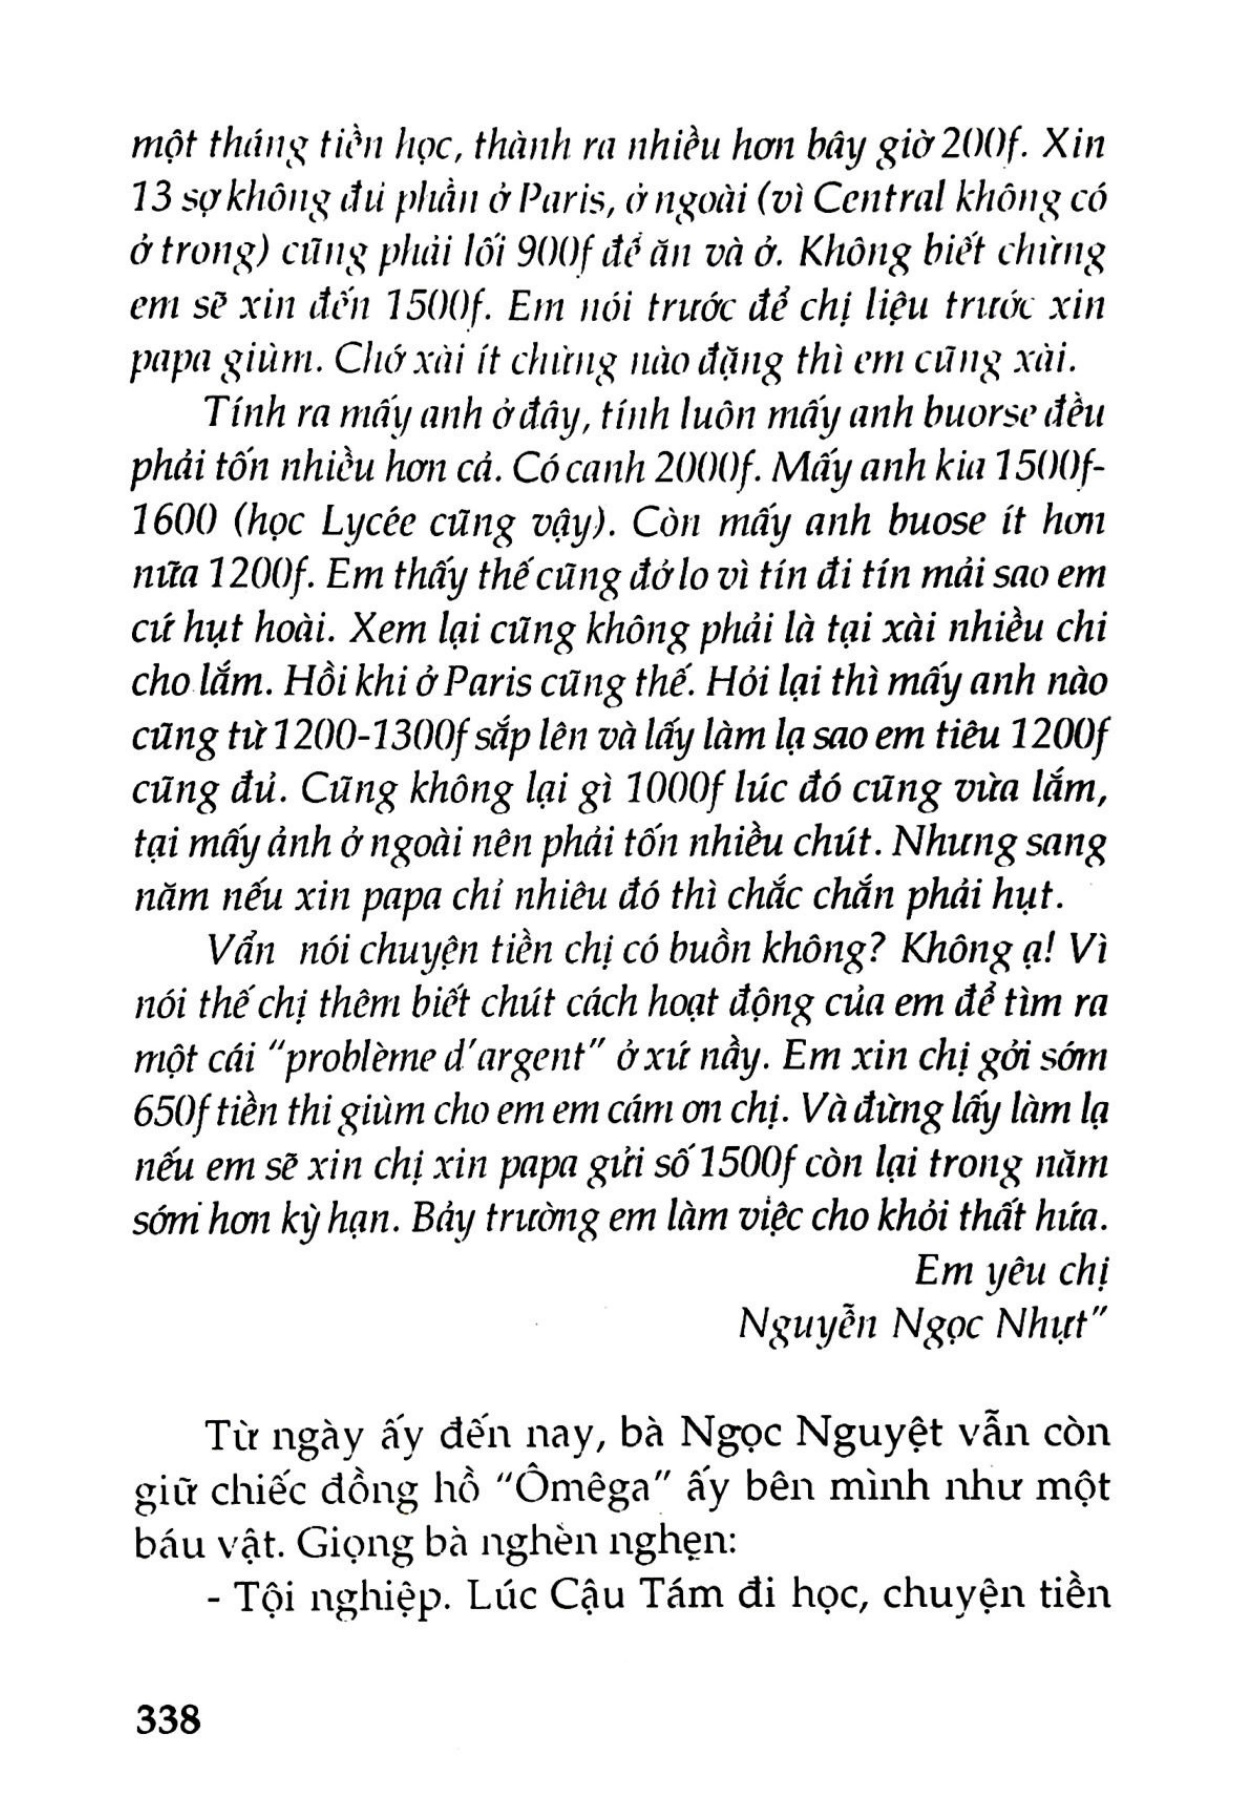 một tháng tiền học, thành ra nhiều hơn bây giờ 200f. Xin
13 sợ không đủ phần ở Paris, ở ngoài (vì Central không có
ở trong) cũng phải lối 900f để ăn và ở. Không biết chừng
em sẽ xin đến 1500f. Em nói trước để chị liệu trước xin
papa giùm. Chớ xài ít chừng nào đặng thì em cũng xài.
Tính ra mấy anh ở đây, tính luôn mấy anh buorse đều
phải tốn nhiều hơn cả. Có canh 2000f. Mấy anh kia 1500f-
1600 (học Lycée cũng vậy). Còn mấy anh buose ít hơn
nữa 1200f. Em thấy thế cũng đở lo vì tín đi tín mải sao em
cứ hụt hoài. Xem lại cũng không phải là tại xài nhiều chi
cho lắm. Hồi khi ở Paris cũng thế. Hỏi lại thì mấy anh nào
cũng từ 1200-1300f sắp lên và lấy làm lạ sao em tiêu 1200f
cũng đủ. Cũng không lại gì 1000f lúc đó cũng vừa lắm,
tại mấy ảnh ở ngoài nên phải tốn nhiều chút. Nhưng sang
năm nếu xin papa chỉ nhiêu đó thì chắc chắn phải hụt.
Vẩn nói chuyện tiền chị có buồn không? Không ạ! Vì
nói thế chị thêm biết chút cách hoạt động của em để tìm ra
một cái "problème d'argent" ở xứ nầy. Em xin chị gởi sớm
650f tiền thi giùm cho em em cám ơn chị. Và đừng lấy làm lạ
nếu em sẽ xin chị xin papa gửi số 1500f còn lại trong năm
sớm hơn kỳ hạn. Bảy trường em làm việc cho khỏi thất hứa.
Em yêu chị
Nguyễn Ngọc Nhựt"
Từ ngày ấy đến nay, bà Ngọc Nguyệt vẫn còn
giữ chiếc đồng hồ "Ômêga" ấy bên mình như một
báu vật. Giọng bà nghèn nghẹn:
- Tội nghiệp. Lúc Cậu Tám đi học, chuyện tiền
338